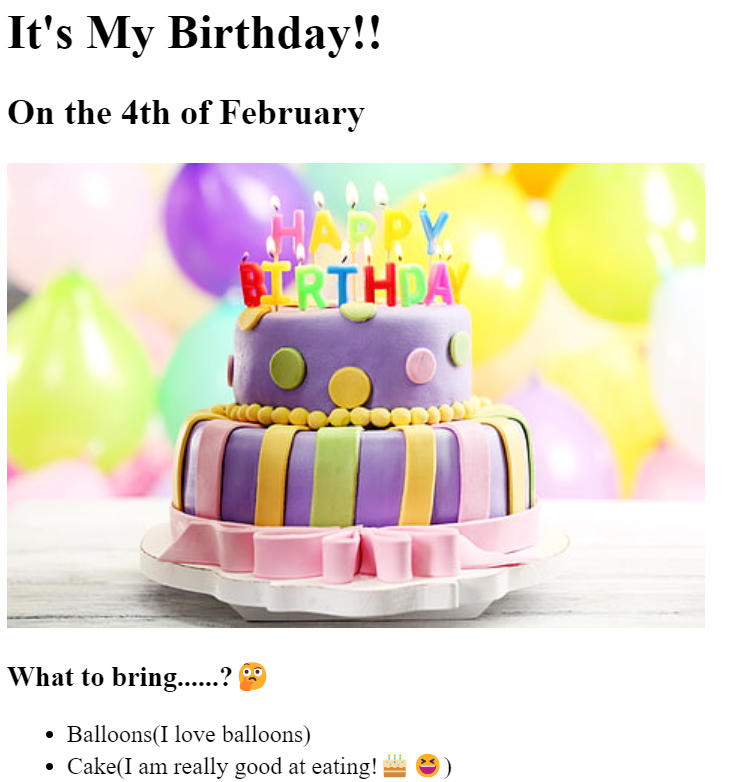 It's My Birthday!!
On the 4th of February
HAPPY
BIRTHDAY
What to bring......? 🤔
Balloons(I love balloons)
Cake(I am really good at eating! 🎂 😆 )